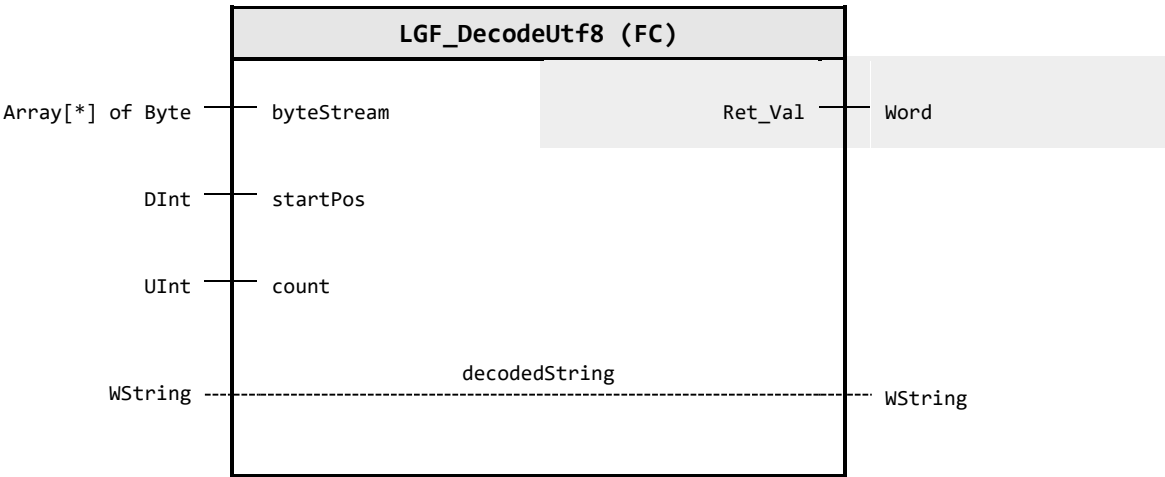 LGF_DecodeUtf8 (FC)
Array[*] of Byte byteStream Ret_Val Word
DInt startPos
UInt count
decodedString
WString WString